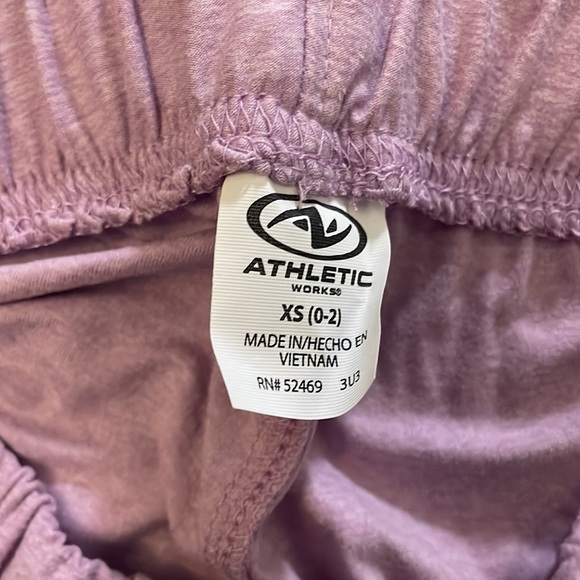 ATHLETIC
WORKS®
XS (0-2)
MADE IN/HECHO EN
VIETNAM
RN# 52469 3U3